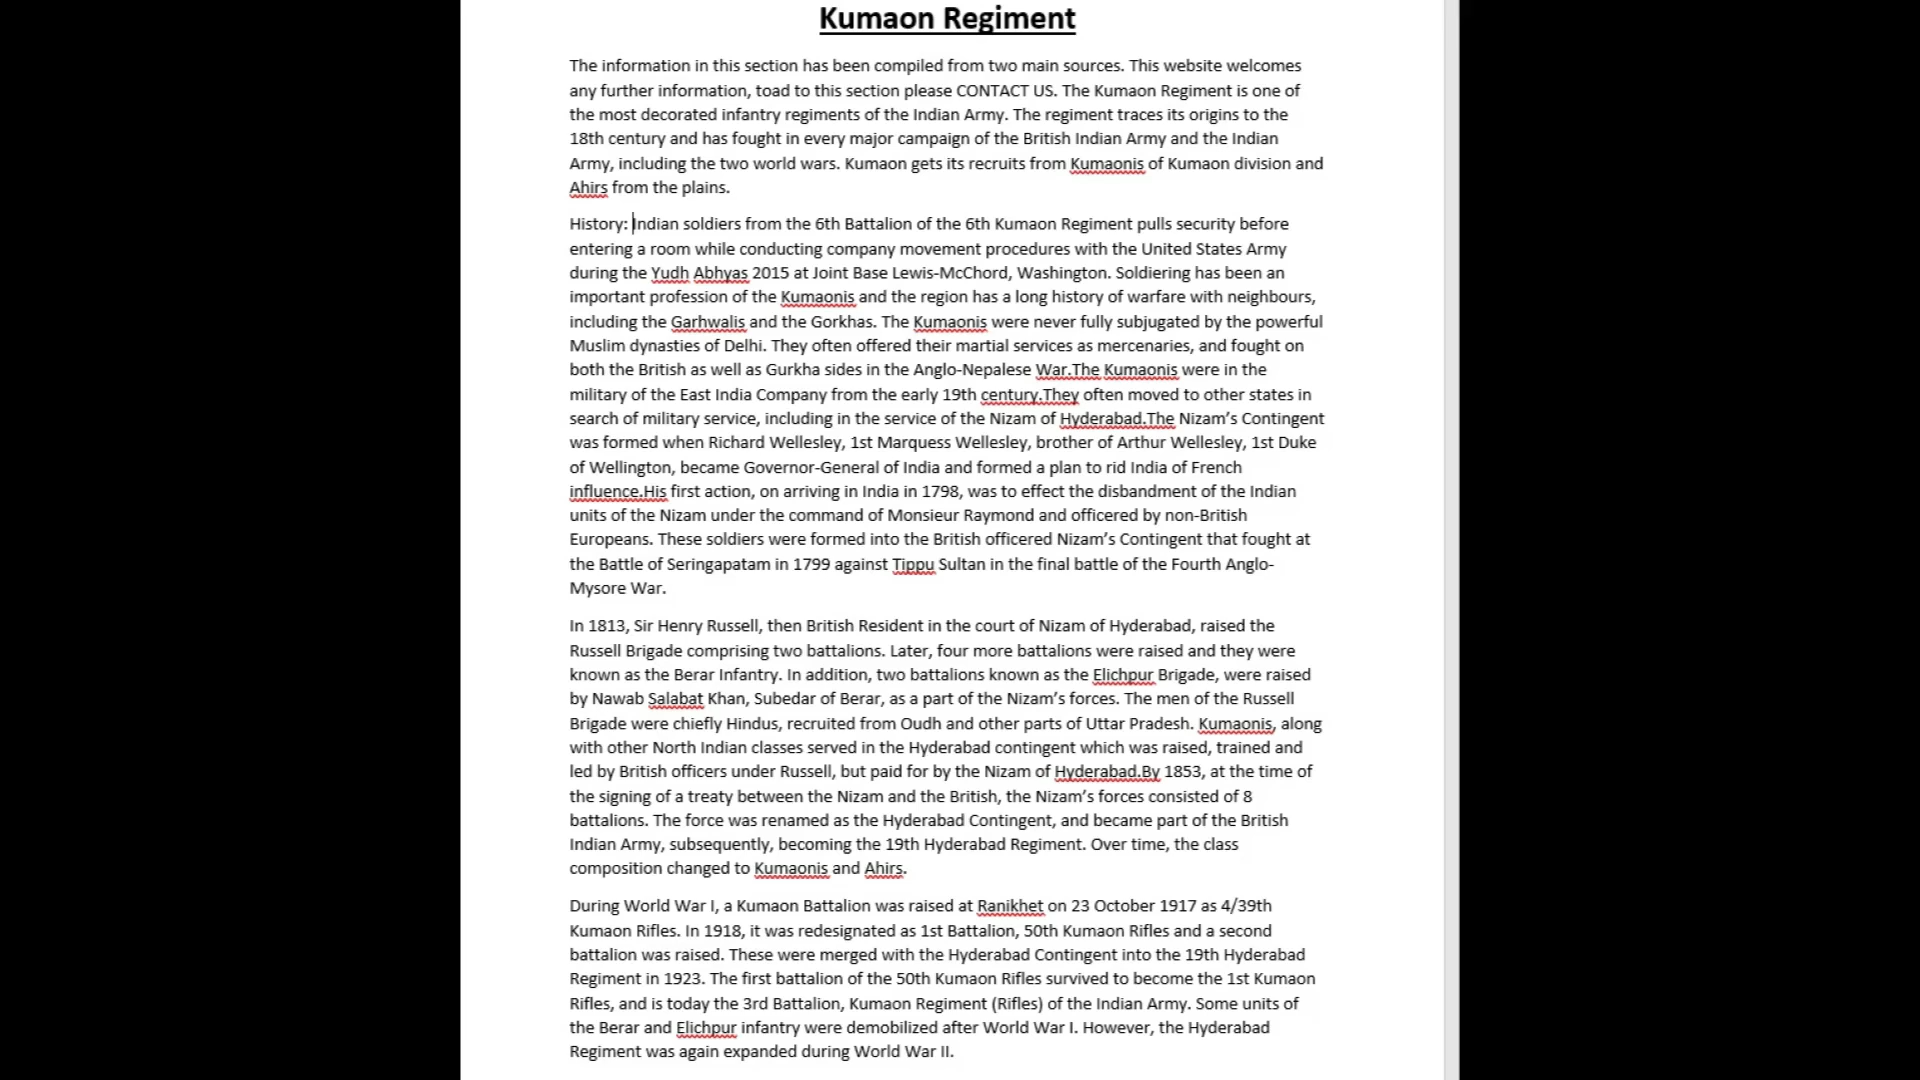 Kumaon Regiment
The information in this section has been compiled from two main sources. This website welcomes
any further information, toad to this section please CONTACT US. The Kumaon Regiment is one of
the most decorated infantry regiments of the Indian Army. The regiment traces its origins to the
18th century and has fought in every major campaign of the British Indian Army and the Indian
Army, including the two world wars. Kumaon gets its recruits from Kumaonis of Kumaon division and
Ahirs from the plains.
History: Indian soldiers from the 6th Battalion of the 6th Kumaon Regiment pulls security before
entering a room while conducting company movement procedures with the United States Army
during the Yudh Abhyas 2015 at Joint Base Lewis-McChord, Washington. Soldiering has been an
important profession of the Kumaonis and the region has a long history of warfare with neighbours,
including the Garhwalis and the Gorkhas. The Kumaonis were never fully subjugated by the powerful
Muslim dynasties of Delhi. They often offered their martial services as mercenaries, and fought on
both the British as well as Gurkha sides in the Anglo-Nepalese War.The Kumaonis were in the
military of the East India Company from the early 19th century.They often moved to other states in
search of military service, including in the service of the Nizam of Hyderabad.The Nizam’s Contingent
was formed when Richard Wellesley, 1st Marquess Wellesley, brother of Arthur Wellesley, 1st Duke
of Wellington, became Governor-General of India and formed a plan to rid India of French
influence.His first action, on arriving in India in 1798, was to effect the disbandment of the Indian
units of the Nizam under the command of Monsieur Raymond and officered by non-British
Europeans. These soldiers were formed into the British officered Nizam’s Contingent that fought at
the Battle of Seringapatam in 1799 against Tippu Sultan in the final battle of the Fourth Anglo-
Mysore War.
In 1813, Sir Henry Russell, then British Resident in the court of Nizam of Hyderabad, raised the
Russell Brigade comprising two battalions. Later, four more battalions were raised and they were
known as the Berar Infantry. In addition, two battalions known as the Elichpur Brigade, were raised
by Nawab Salabat Khan, Subedar of Berar, as a part of the Nizam’s forces. The men of the Russell
Brigade were chiefly Hindus, recruited from Oudh and other parts of Uttar Pradesh. Kumaonis, along
with other North Indian classes served in the Hyderabad contingent which was raised, trained and
led by British officers under Russell, but paid for by the Nizam of Hyderabad.By 1853, at the time of
the signing of a treaty between the Nizam and the British, the Nizam’s forces consisted of 8
battalions. The force was renamed as the Hyderabad Contingent, and became part of the British
Indian Army, subsequently, becoming the 19th Hyderabad Regiment. Over time, the class
composition changed to Kumaonis and Ahirs.
During World War I, a Kumaon Battalion was raised at Ranikhet on 23 October 1917 as 4/39th
Kumaon Rifles. In 1918, it was redesignated as 1st Battalion, 50th Kumaon Rifles and a second
battalion was raised. These were merged with the Hyderabad Contingent into the 19th Hyderabad
Regiment in 1923. The first battalion of the 50th Kumaon Rifles survived to become the 1st Kumaon
Rifles, and is today the 3rd Battalion, Kumaon Regiment (Rifles) of the Indian Army. Some units of
the Berar and Elichpur infantry were demobilized after World War I. However, the Hyderabad
Regiment was again expanded during World War II.